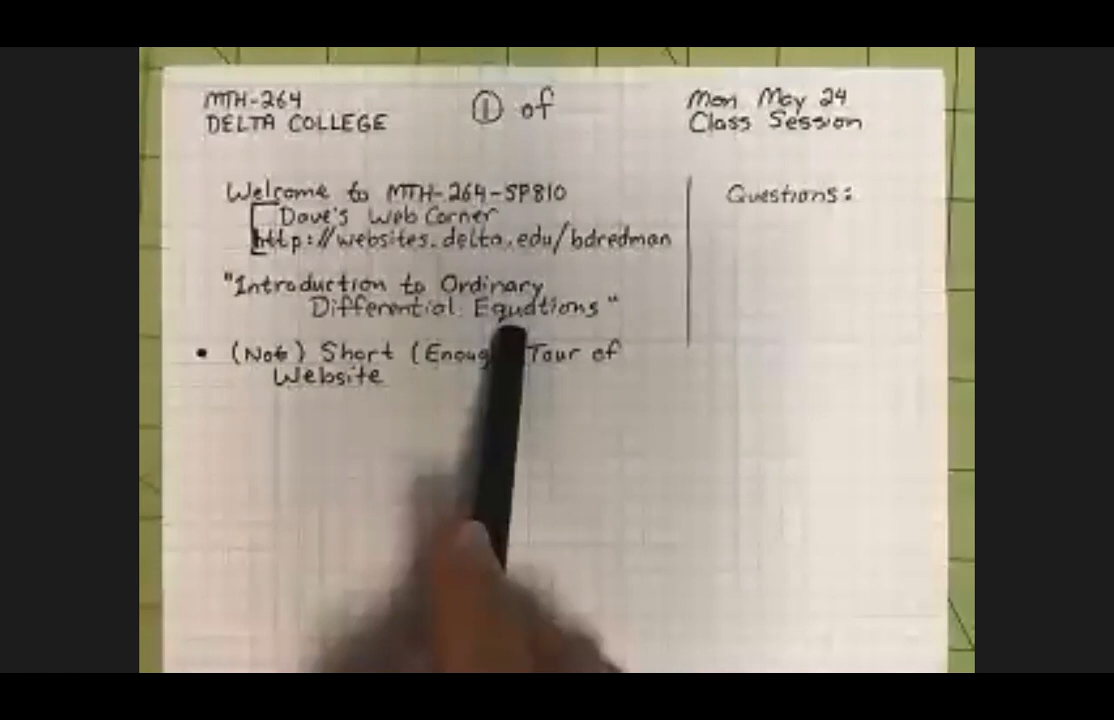 MTH-264
DELTA COLLEGE
① of
Mon May 24
Class Session
Welcome to MTH-264-SP810
Dave's Web Corner
http://websites.delta.edu/bdredman
"Introduction to Ordinary
Differential Equations"
• (Not) Short (Enoug Tour of
Website
Questions: